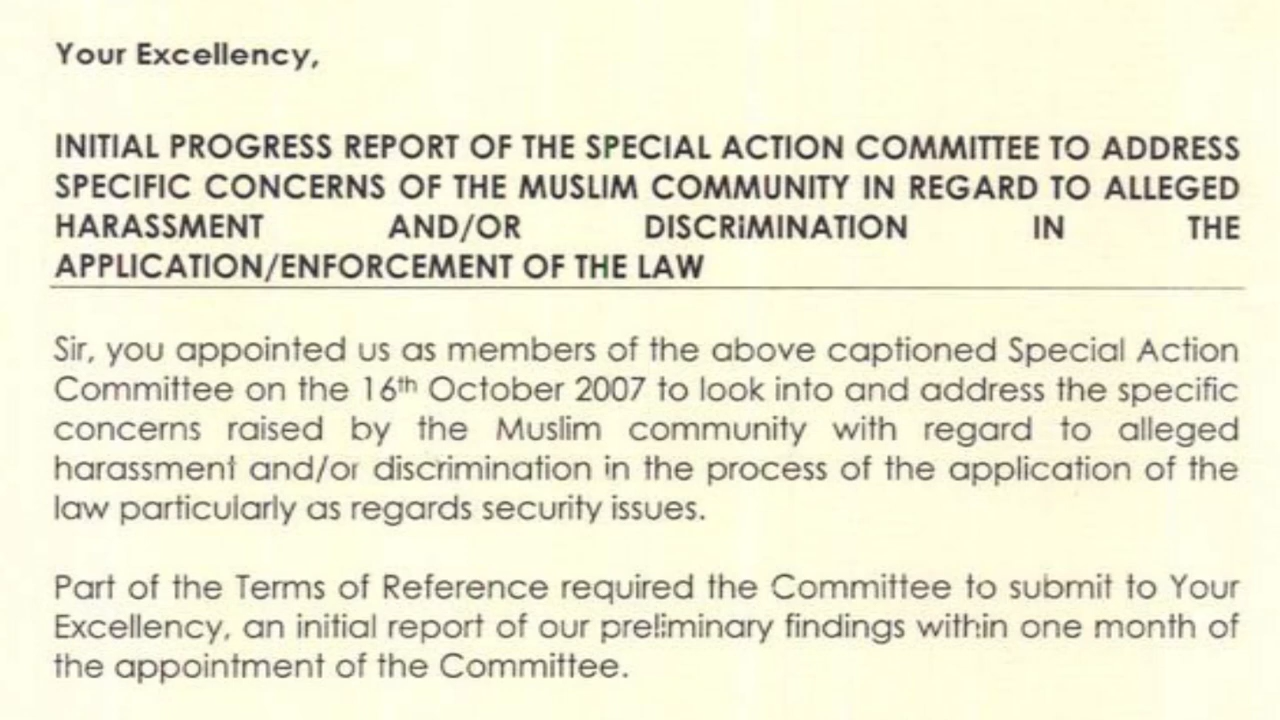 Your Excellency,
INITIAL PROGRESS REPORT OF THE SPECIAL ACTION COMMITTEE TO ADDRESS
SPECIFIC CONCERNS OF THE MUSLIM COMMUNITY IN REGARD TO ALLEGED
HARASSMENT AND/OR DISCRiMINATION IN THE
APPLICATION/ENFORCEMENT OF THE LAW
Sir, you appointed us as members of the above captioned Special Action
Committee on the 16th October 2007 to look into and address the specific
concerns raised by the Muslim community with regard to alleged
harassment and/or discrimination in the process of the application of the
law particularly as regards security issues.
Part of the Terms of Reference required the Committee to submit to Your
Excellency, an initial report of our preliminary findings within one month of
the appointment of the Committee.